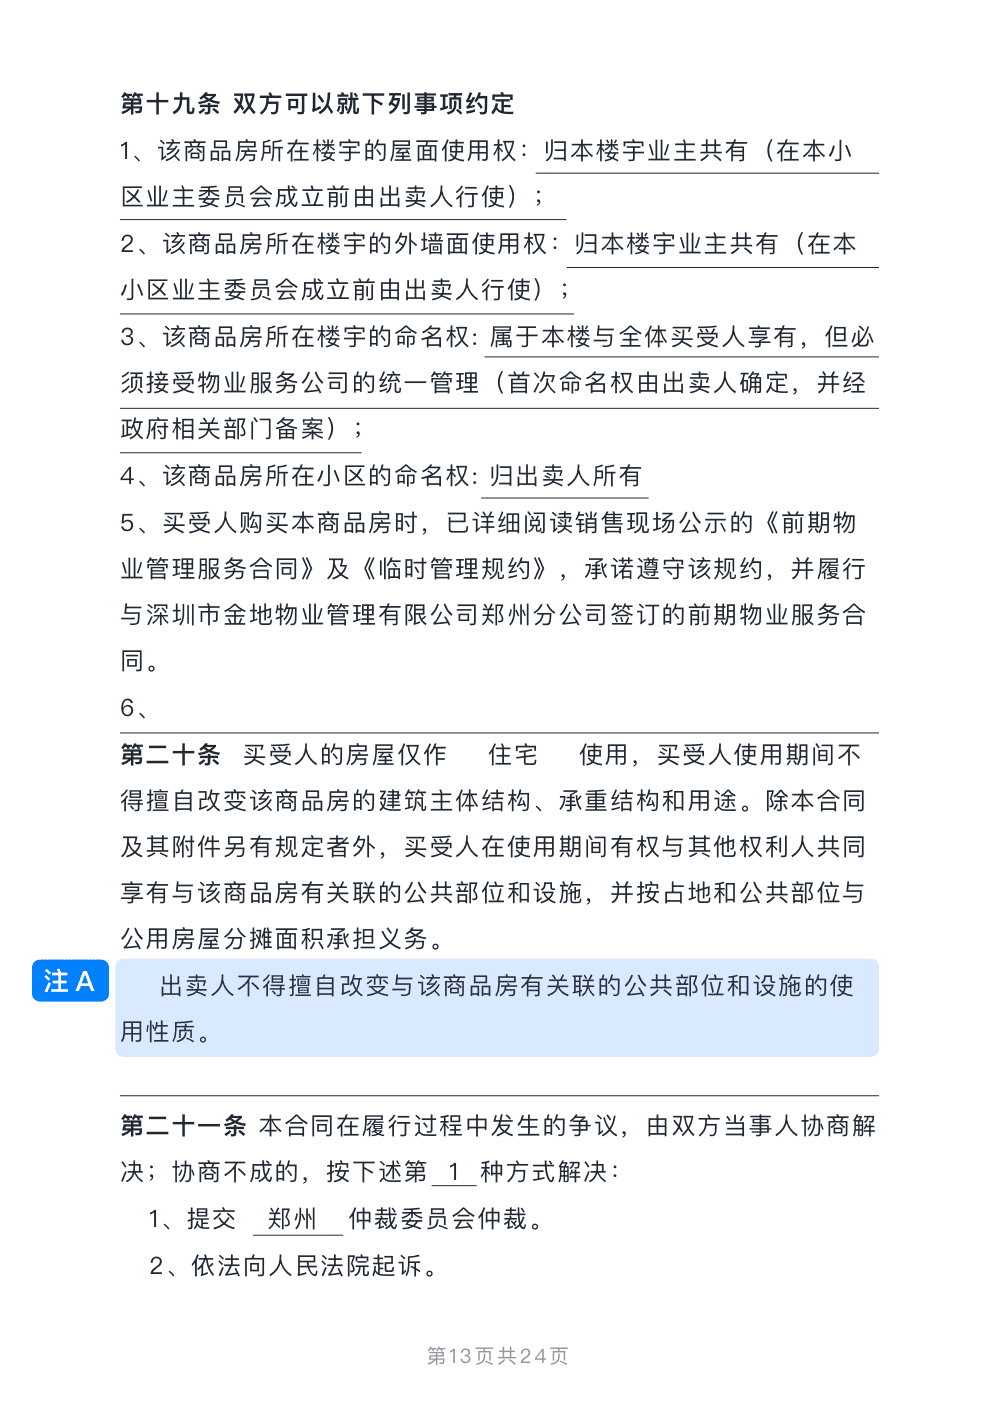 第十九条 双方可以就下列事项约定
1、该商品房所在楼宇的屋面使用权：归本楼宇业主共有（在本小
区业主委员会成立前由出卖人行使）；
2、该商品房所在楼宇的外墙面使用权：归本楼宇业主共有（在本
小区业主委员会成立前由出卖人行使）；
3、该商品房所在楼宇的命名权：属于本楼与全体买受人享有，但必
须接受物业服务公司的统一管理（首次命名权由出卖人确定，并经
政府相关部门备案）；
4、该商品房所在小区的命名权：归出卖人所有
5、买受人购买本商品房时，已详细阅读销售现场公示的《前期物
业管理服务合同》及《临时管理规约》，承诺遵守该规约，并履行
与深圳市金地物业管理有限公司郑州分公司签订的前期物业服务合
同。
6、
第二十条 买受人的房屋仅作 住宅 使用，买受人使用期间不
得擅自改变该商品房的建筑主体结构、承重结构和用途。除本合同
及其附件另有规定者外，买受人在使用期间有权与其他权利人共同
享有与该商品房有关联的公共部位和设施，并按占地和公共部位与
公用房屋分摊面积承担义务。
注A 出卖人不得擅自改变与该商品房有关联的公共部位和设施的使
用性质。
第二十一条 本合同在履行过程中发生的争议，由双方当事人协商解
决；协商不成的，按下述第 1 种方式解决：
1、提交 郑州 仲裁委员会仲裁。
2、依法向人民法院起诉。
第13页共24页